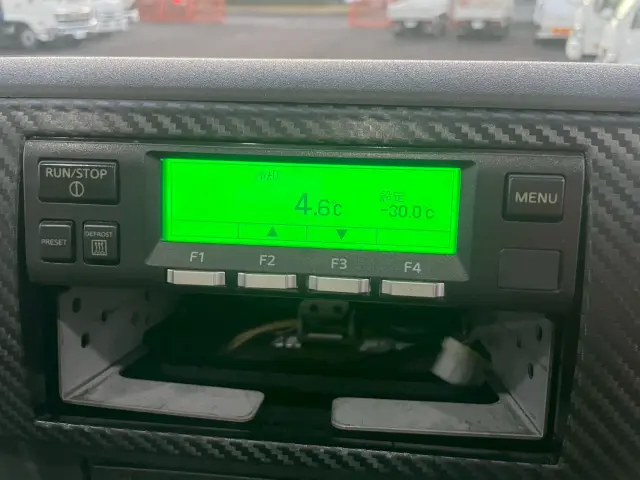 RUN/STOP
PRESET
DEFROST
4.6c
設定
-30.0c
▲
▼
F1
F2
F3
F4
MENU